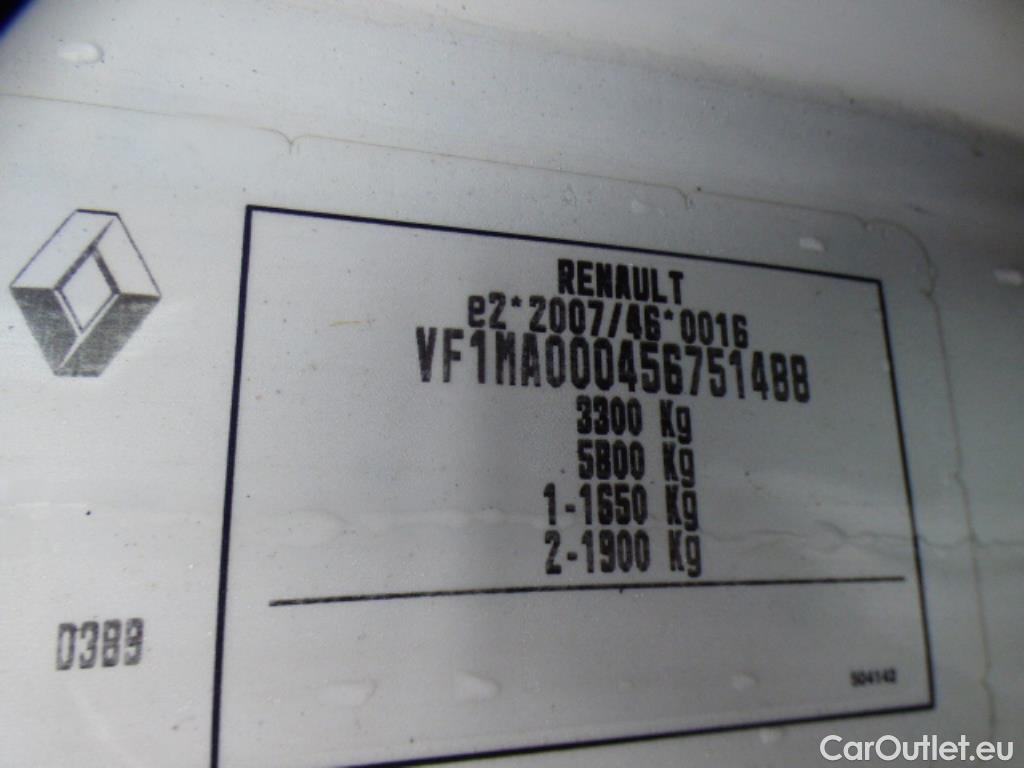 RENAULT
e2*2007/46*0016
VF1MA000456751488
3300 Kg
5800 Kg
1-1650 Kg
2-1900 Kg
0389
504142
CarOutlet.eu